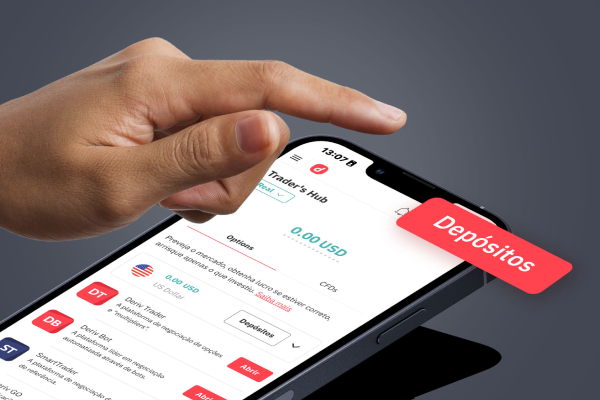 13:07
d
Trader's Hub
Real
0.00 USD
Depósitos
Options
CFDs
Preveja o mercado, obtenha lucro se estiver correto,
arrisque apenas o que investiu. Saiba mais
0.00 USD
US Dollar
Depósitos
DT
Deriv Trader
A plataforma de negociação de opções
e "multipliers".
Abrir
DB
Deriv Bot
A plataforma líder em negociação
automatizada através de bots.
ST
SmartTrader
A plataforma de negociação d
de referência.
GO